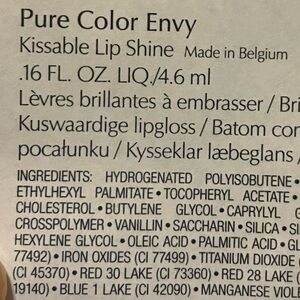 Pure Color Envy
Kissable Lip Shine Made in Belgium
.16 FL. OZ. LIQ./4.6 ml
Lèvres brillantes à embrasser / Bri
Kuswaardige lipgloss / Batom cor
pocałunku / Kysseklar læbeglans /
INGREDIENTS: HYDROGENATED POLYISOBUTENE •
ETHYLHEXYL PALMITATE • TOCOPHERYL ACETATE •
CHOLESTEROL • BUTYLENE GLYCOL • CAPRYLYL G
CROSSPOLYMER • VANILLIN • SACCHARIN • SILICA • SI
HEXYLENE GLYCOL • OLEIC ACID • PALMITIC ACID • GL
77492) • IRON OXIDES (CI 77499) • TITANIUM DIOXIDE (
(CI 45370) • RED 30 LAKE (CI 73360) • RED 28 LAKE (
19140) • BLUE 1 LAKE (CI 42090) • MANGANESE VIOLE